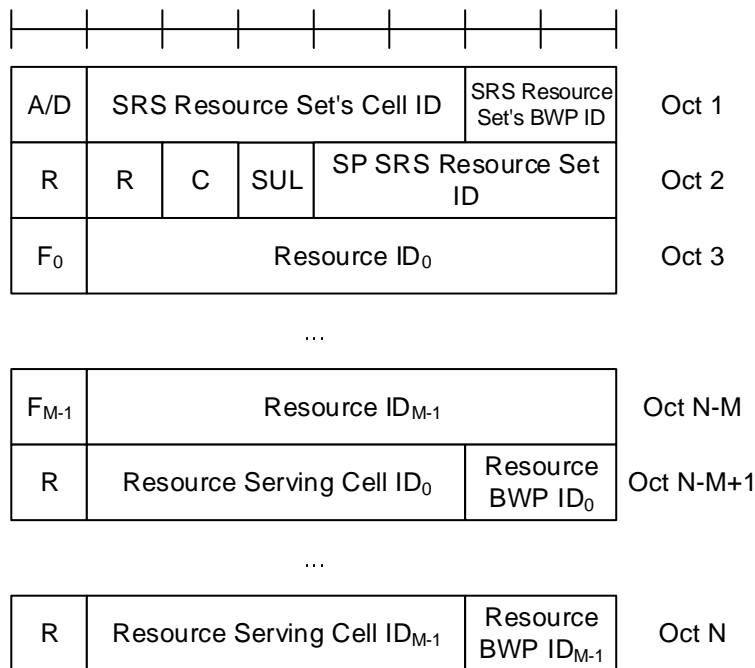 A/D SRS Resource Set's Cell ID SRS Resource Set's BWP ID Oct 1
R R C SUL SP SRS Resource Set ID Oct 2
F0 Resource ID0 Oct 3
...
FM-1 Resource IDM-1 Oct N-M
R Resource Serving Cell ID0 Resource BWP ID0 Oct N-M+1
...
R Resource Serving Cell IDM-1 Resource BWP IDM-1 Oct N